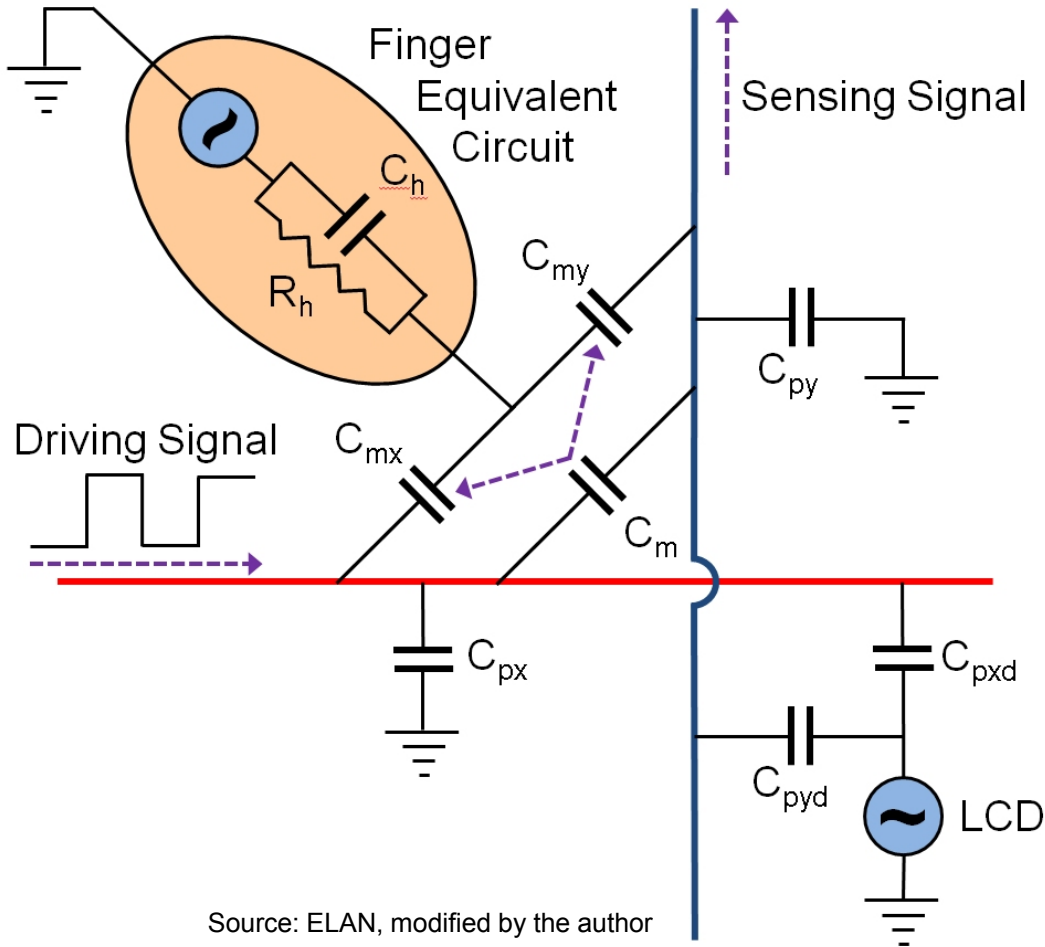 Finger
Equivalent
Circuit
Sensing Signal
Ch
Rh
Cmy
Cpy
Driving Signal
Cmx
Cm
Cpx
Cpxd
Cpyd
LCD
Source: ELAN, modified by the author